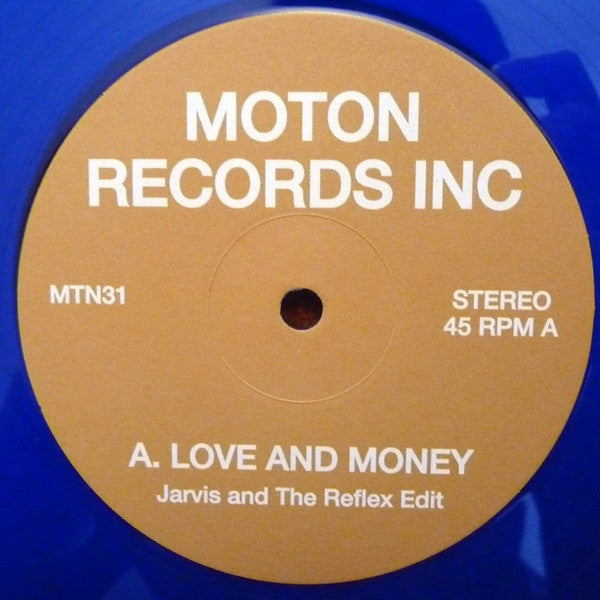 MOTON
RECORDS INC
MTN31
STEREO
45 RPM A
A. LOVE AND MONEY
Jarvis and The Reflex Edit